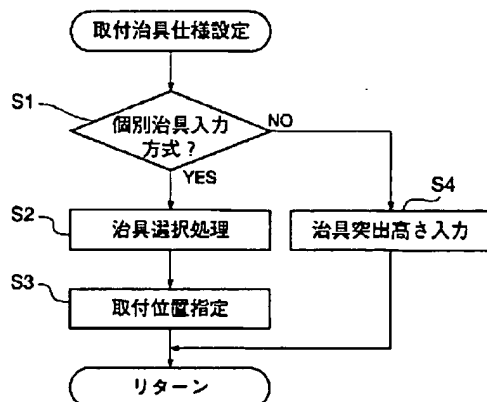 取付治具仕様設定
S1
個別治具入力
方式?
NO
YES
S2
治具選択処理
S4
治具突出高さ入力
S3
取付位置指定
リターン